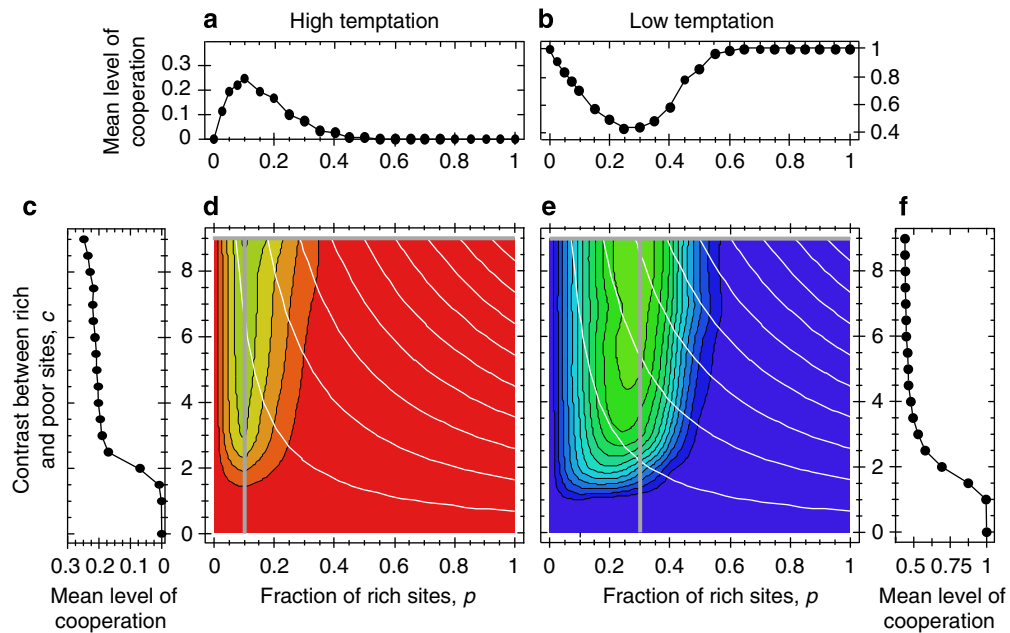 a High temptation b Low temptation
Mean level of
cooperation
0.3
0.2
0.1
0
1
0.8
0.6
0.4
0 0.2 0.4 0.6 0.8 1 0 0.2 0.4 0.6 0.8 1
c d e f
Contrast between rich
and poor sites, c
8
6
4
2
0
8
6
4
2
0
8
6
4
2
0
0.3 0.2 0.1 0
0 0.2 0.4 0.6 0.8 1
0 0.2 0.4 0.6 0.8 1
0.5 0.75 1
Mean level of
cooperation
Fraction of rich sites, p
Fraction of rich sites, p
Mean level of
cooperation